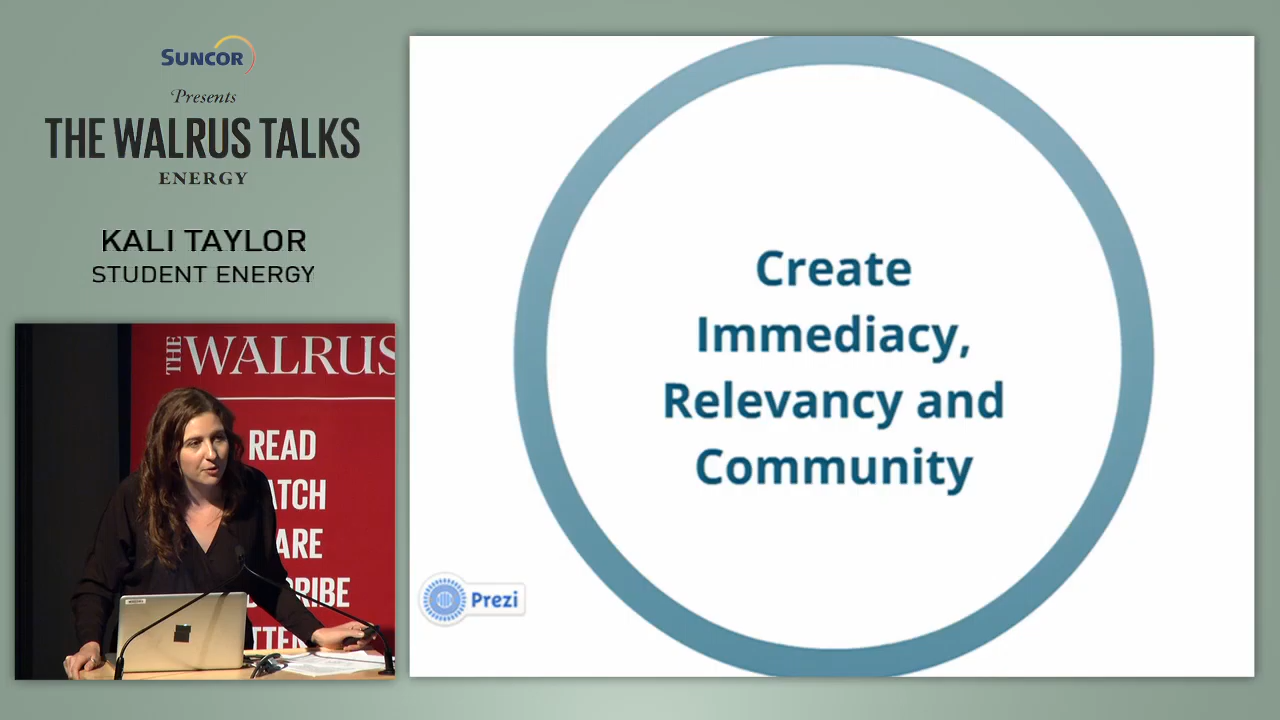 SUNCOR
Presents
THE WALRUS TALKS
ENERGY
KALI TAYLOR
STUDENT ENERGY
THE WALRUS
READ
ATCH
ARE
RIBE
TTEN
Create
Immediacy,
Relevancy and
Community
Prezi